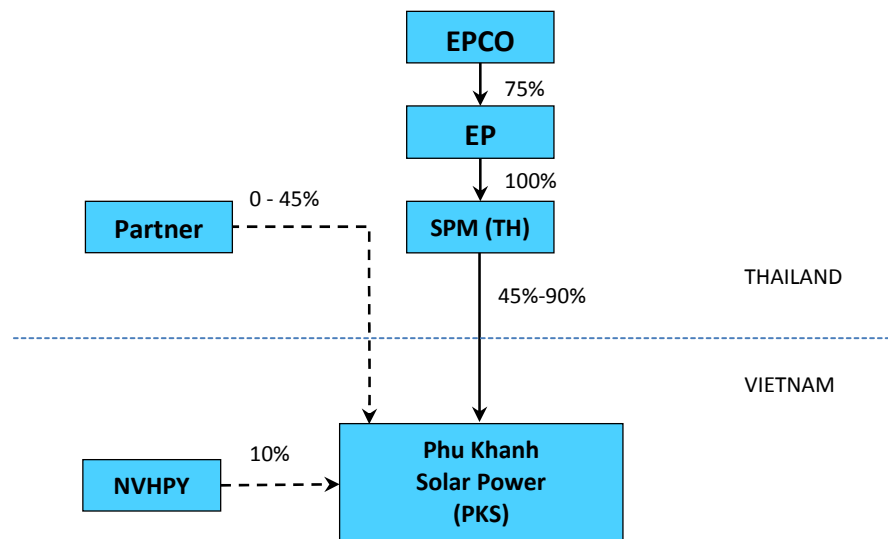 EPCO
75%
EP
100%
0 - 45%
Partner
SPM (TH)
45%-90%
THAILAND
VIETNAM
Phu Khanh
Solar Power
(PKS)
10%
NVHPY